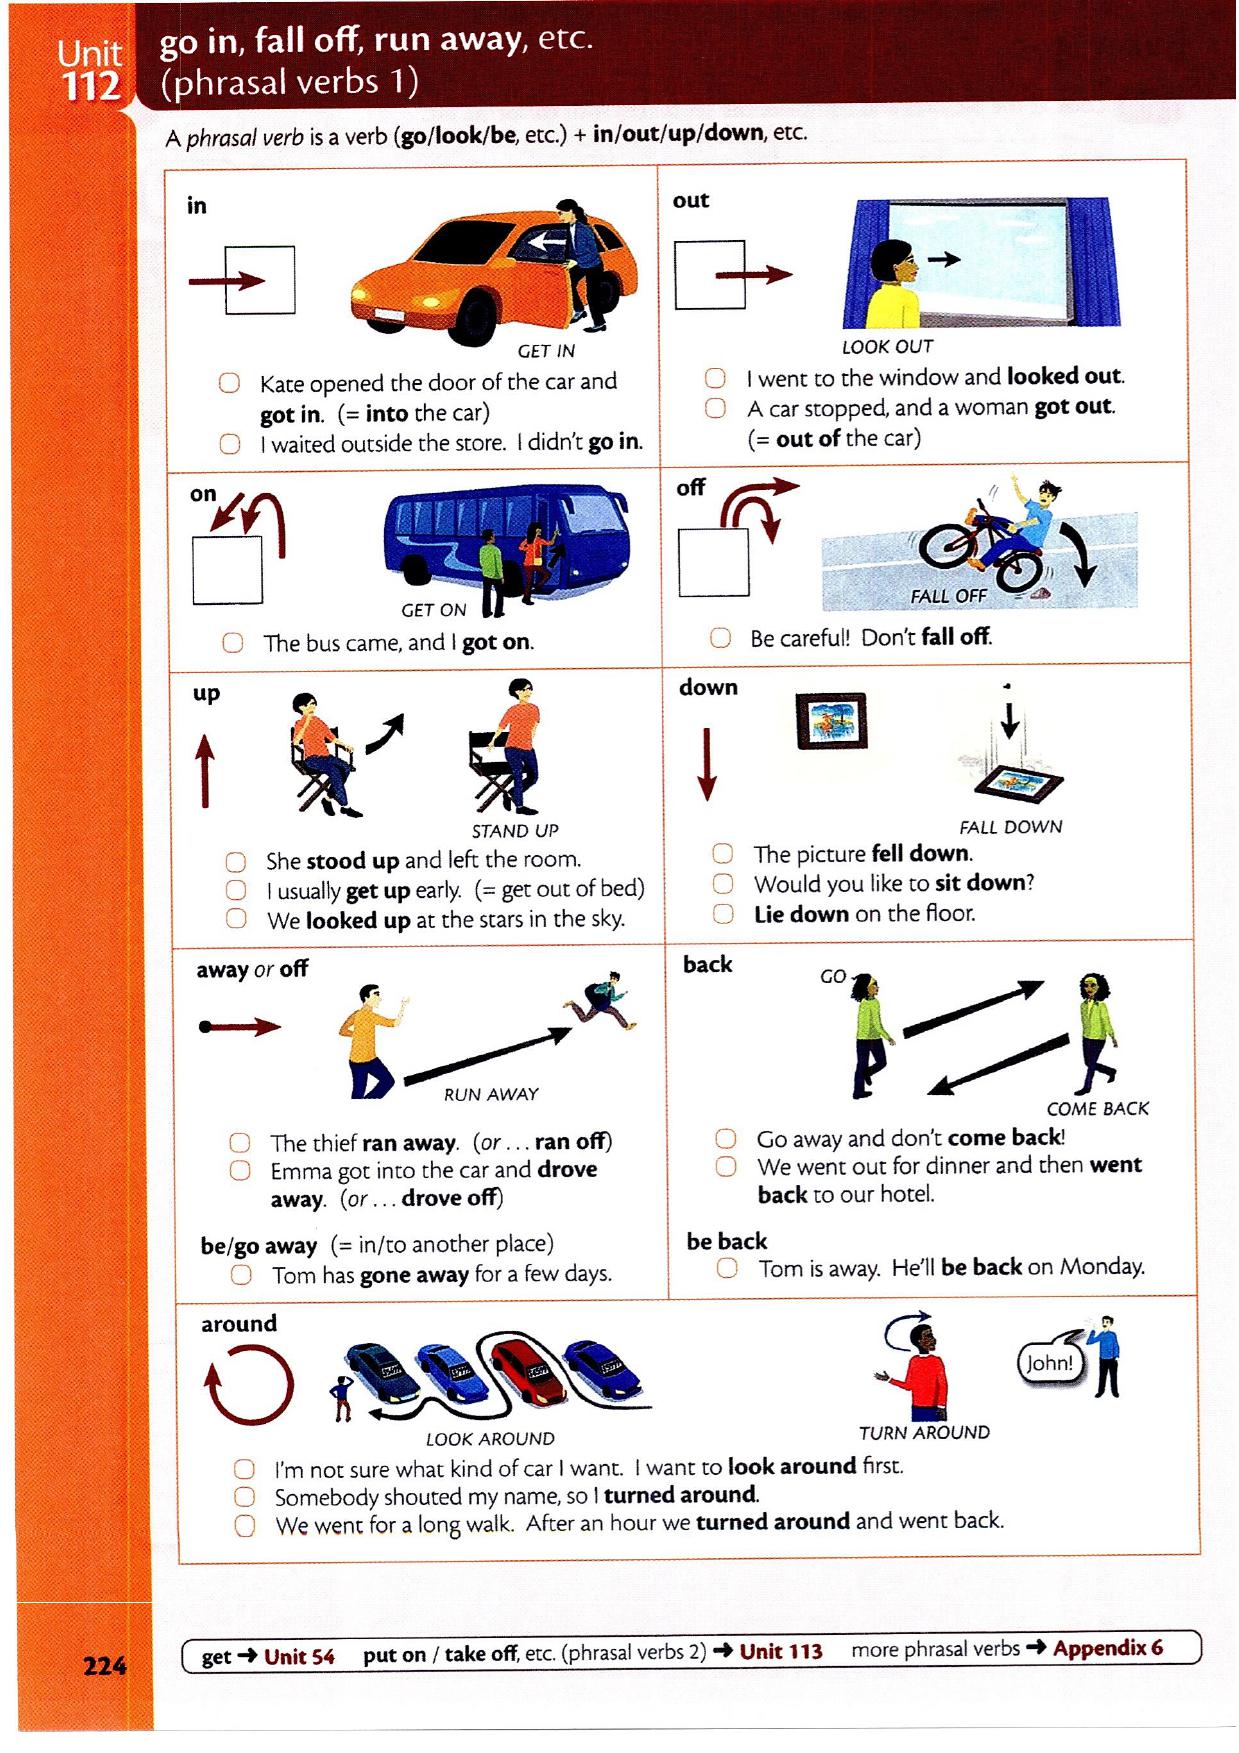 Unit
112
go in, fall off, run away, etc.
(phrasal verbs 1)
A phrasal verb is a verb (go/look/be, etc.) + in/out/up/down, etc.
in
GET IN
Kate opened the door of the car and
got in. (= into the car)
I waited outside the store. I didn't go in.
out
LOOK OUT
I went to the window and looked out.
A car stopped, and a woman got out.
(= out of the car)
on
GET ON
The bus came, and I got on.
off
FALL OFF
Be careful! Don't fall off.
up
STAND UP
She stood up and left the room.
I usually get up early. (= get out of bed)
We looked up at the stars in the sky.
down
FALL DOWN
The picture fell down.
Would you like to sit down?
Lie down on the floor.
away or off
RUN AWAY
The thief ran away. (or ... ran off)
Emma got into the car and drove
away. (or ... drove off)
be/go away (= in/to another place)
Tom has gone away for a few days.
back
GO
COME BACK
Go away and don't come back!
We went out for dinner and then went
back to our hotel.
be back
Tom is away. He'll be back on Monday.
around
LOOK AROUND
John!
TURN AROUND
I'm not sure what kind of car I want. I want to look around first.
Somebody shouted my name, so I turned around.
We went for a long walk. After an hour we turned around and went back.
224
get → Unit 54 put on / take off, etc. (phrasal verbs 2) → Unit 113 more phrasal verbs → Appendix 6